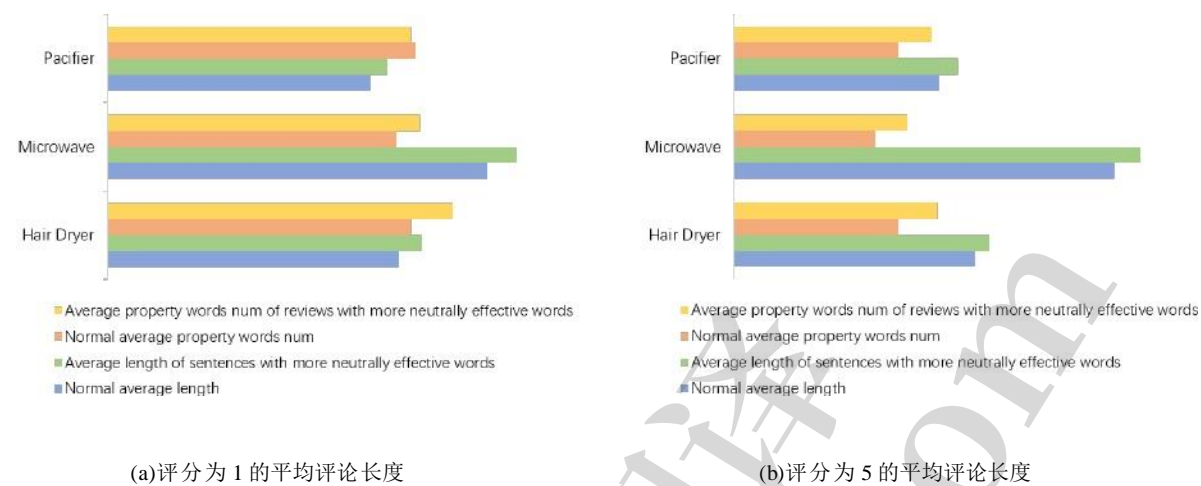 Pacifier
Microwave
Hair Dryer
Average property words num of reviews with more neutrally effective words
Normal average property words num
Average length of sentences with more neutrally effective words
Normal average length
(a)评分为 1 的平均评论长度
Pacifier
Microwave
Hair Dryer
Average property words num of reviews with more neutrally effective words
Normal average property words num
Average length of sentences with more neutrally effective words
Normal average length
(b)评分为 5 的平均评论长度
译
om